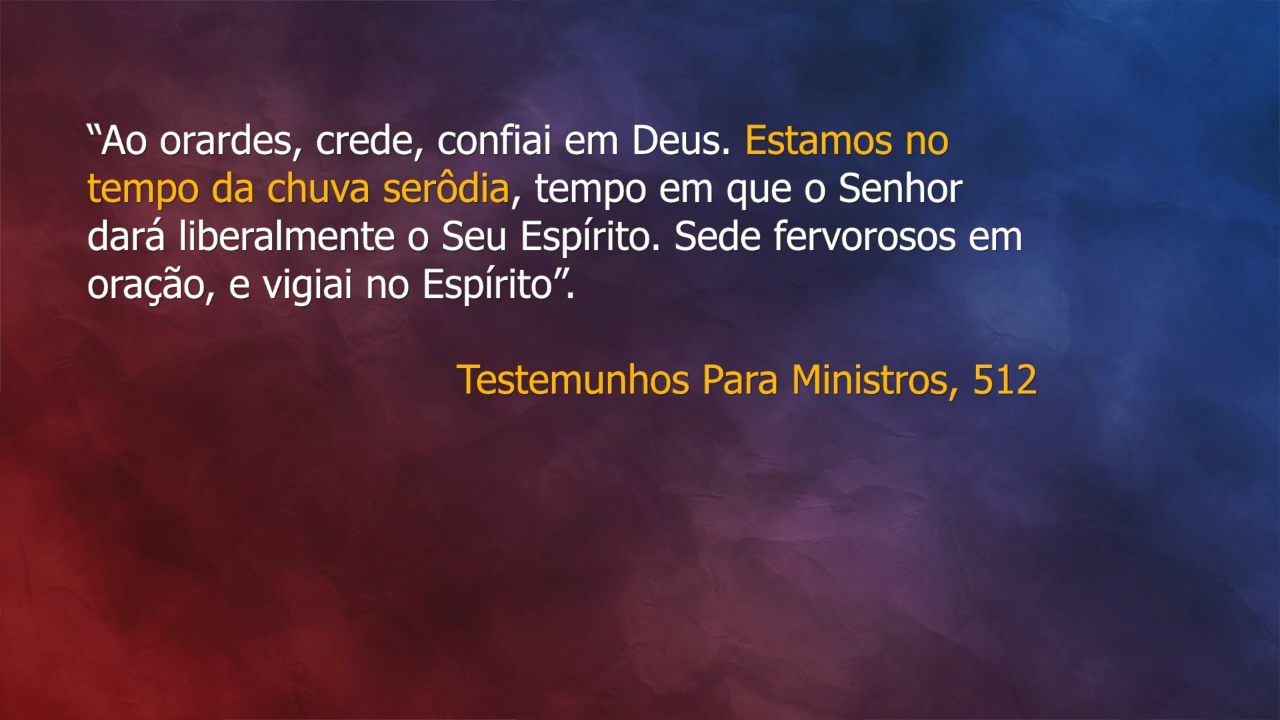 “Ao orardes, crede, confiai em Deus. Estamos no
tempo da chuva serôdia, tempo em que o Senhor
dará liberalmente o Seu Espírito. Sede fervorosos em
oração, e vigiai no Espírito”.
Testemunhos Para Ministros, 512